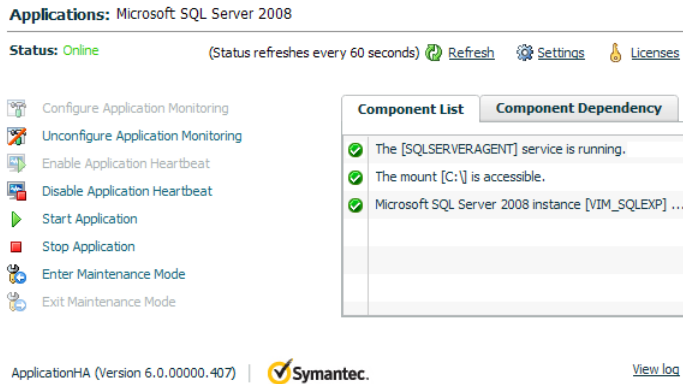 Applications: Microsoft SQL Server 2008
Status: Online (Status refreshes every 60 seconds) Refresh Settings Licenses
Configure Application Monitoring
Unconfigure Application Monitoring
Enable Application Heartbeat
Disable Application Heartbeat
Start Application
Stop Application
Enter Maintenance Mode
Exit Maintenance Mode
Component List Component Dependency
The [SQLSERVERAGENT] service is running.
The mount [C:\] is accessible.
Microsoft SQL Server 2008 instance [VIM_SQLEXP] ...
ApplicationHA (Version 6.0.00000.407) Symantec. View log